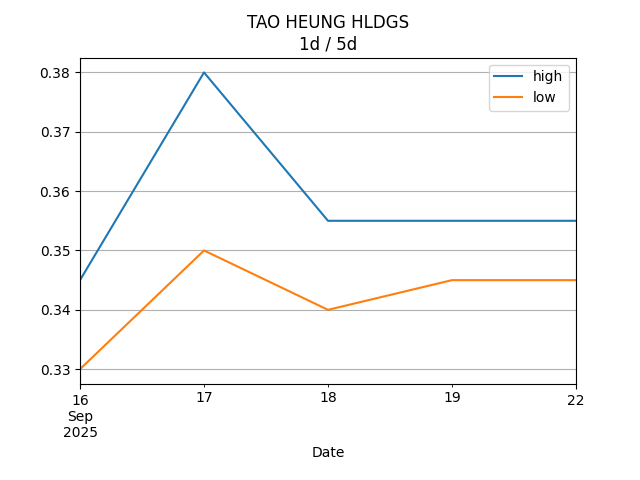 TAO HEUNG HLDGS
1d / 5d
high
low
0.38
0.37
0.36
0.35
0.34
0.33
16
Sep
2025
17
18
19
22
Date